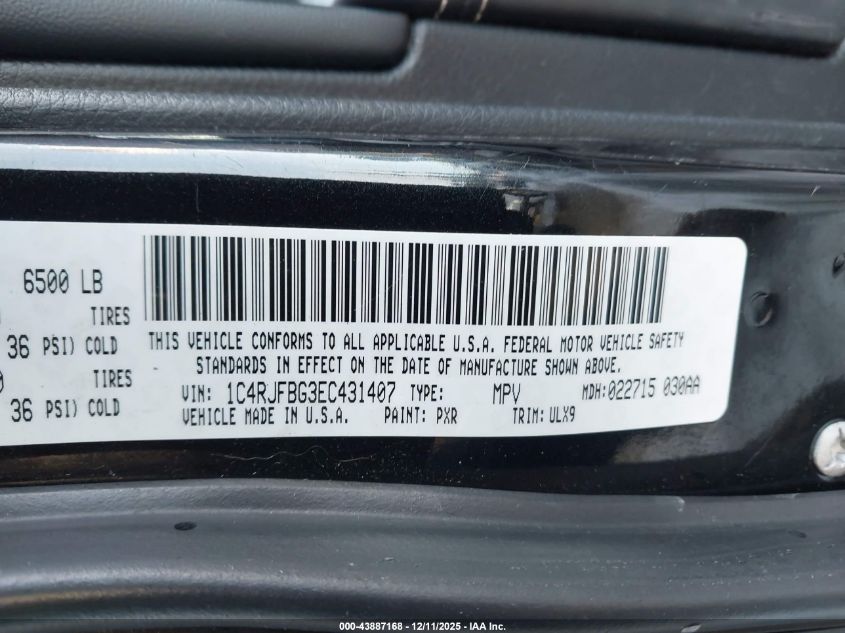 6500 LB
TIRES
36 PSI) COLD
TIRES
36 PSI) COLD
THIS VEHICLE CONFORMS TO ALL APPLICABLE U.S.A. FEDERAL MOTOR VEHICLE SAFETY
STANDARDS IN EFFECT ON THE DATE OF MANUFACTURE SHOWN ABOVE.
VIN: 1C4RJFBG3EC431407 TYPE: MPV MDH:022715 030AA
VEHICLE MADE IN U.S.A. PAINT: PXR TRIM: ULX9
000-43887168 - 12/11/2025 - IAA Inc.